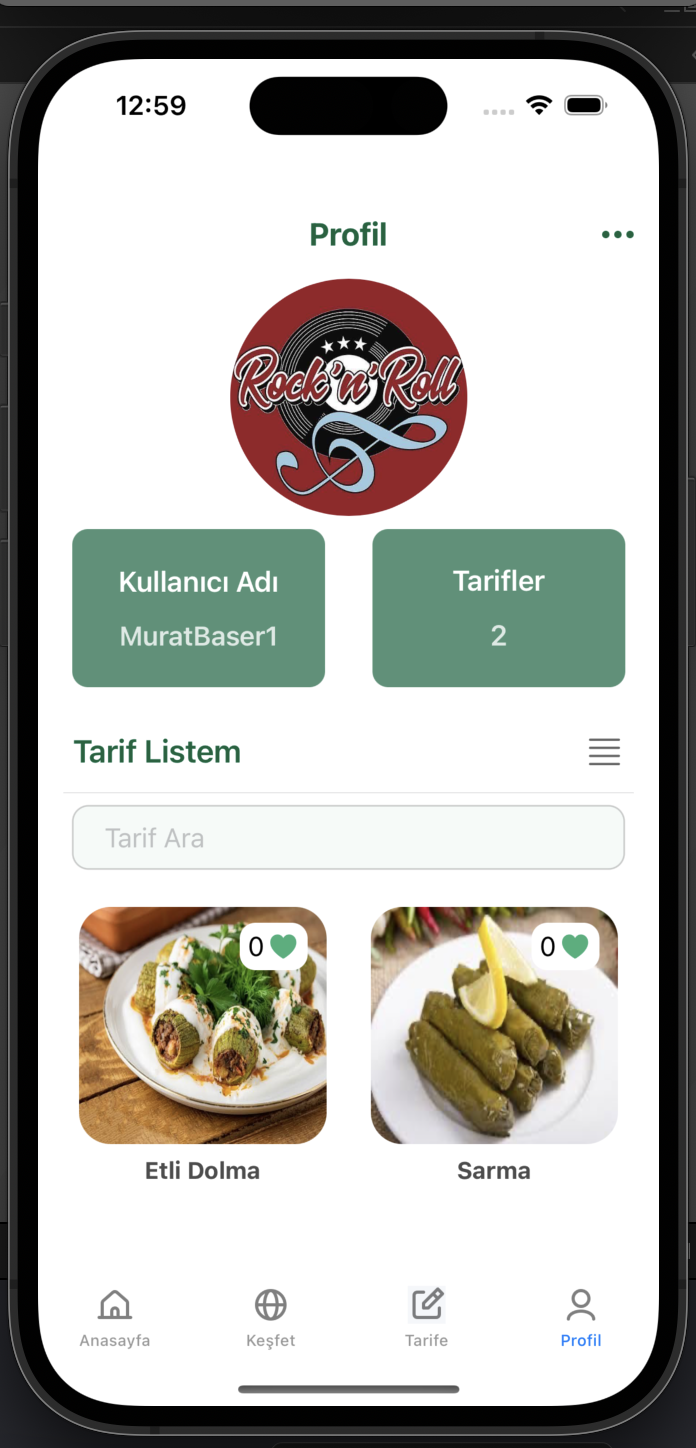 12:59
Profil
Rock'n'Roll
Kullanıcı Adı
MuratBaser1
Tarifler
2
Tarif Listem
Tarif Ara
0
0
Etli Dolma
Sarma
Anasayfa
Keşfet
Tarife
Profil